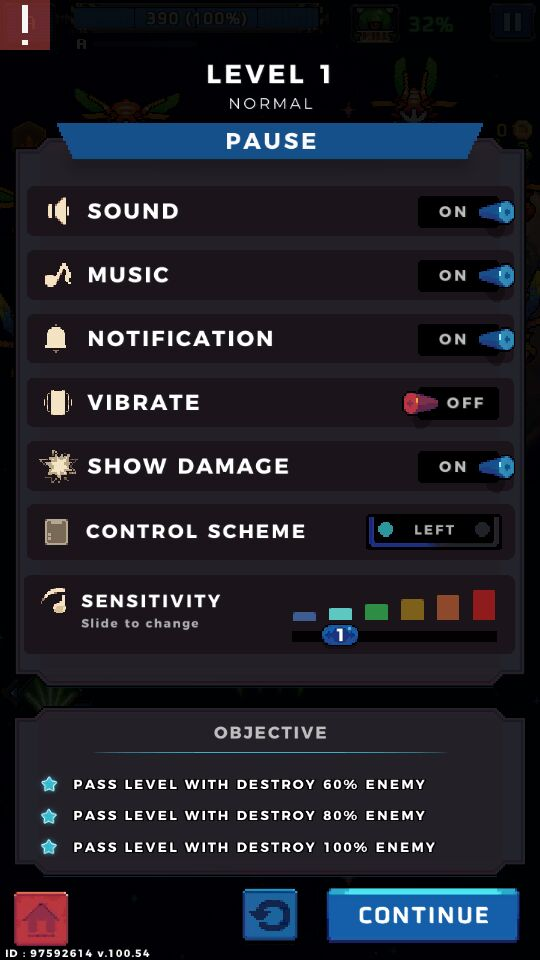 !
390 (100%)
32%
A
LEVEL 1
NORMAL
PAUSE
SOUND ON
MUSIC ON
NOTIFICATION ON
VIBRATE OFF
SHOW DAMAGE ON
CONTROL SCHEME LEFT
SENSITIVITY
Slide to change
1
OBJECTIVE
PASS LEVEL WITH DESTROY 60% ENEMY
PASS LEVEL WITH DESTROY 80% ENEMY
PASS LEVEL WITH DESTROY 100% ENEMY
CONTINUE
ID : 97592614 v.100.54